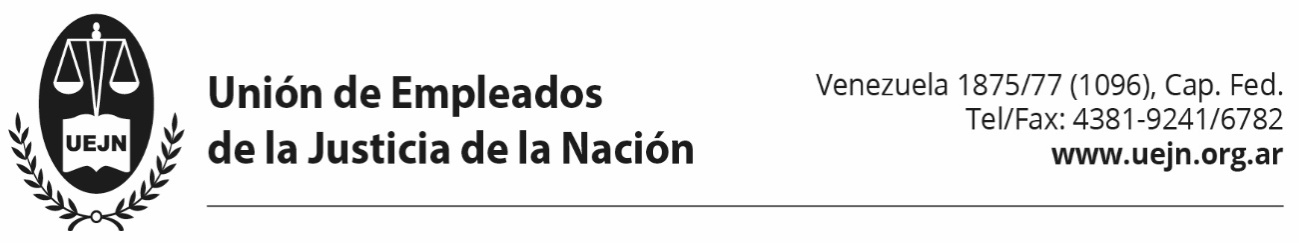 UEJN
Unión de Empleados
de la Justicia de la Nación
Venezuela 1875/77 (1096), Cap. Fed.
Tel/Fax: 4381-9241/6782
www.uejn.org.ar